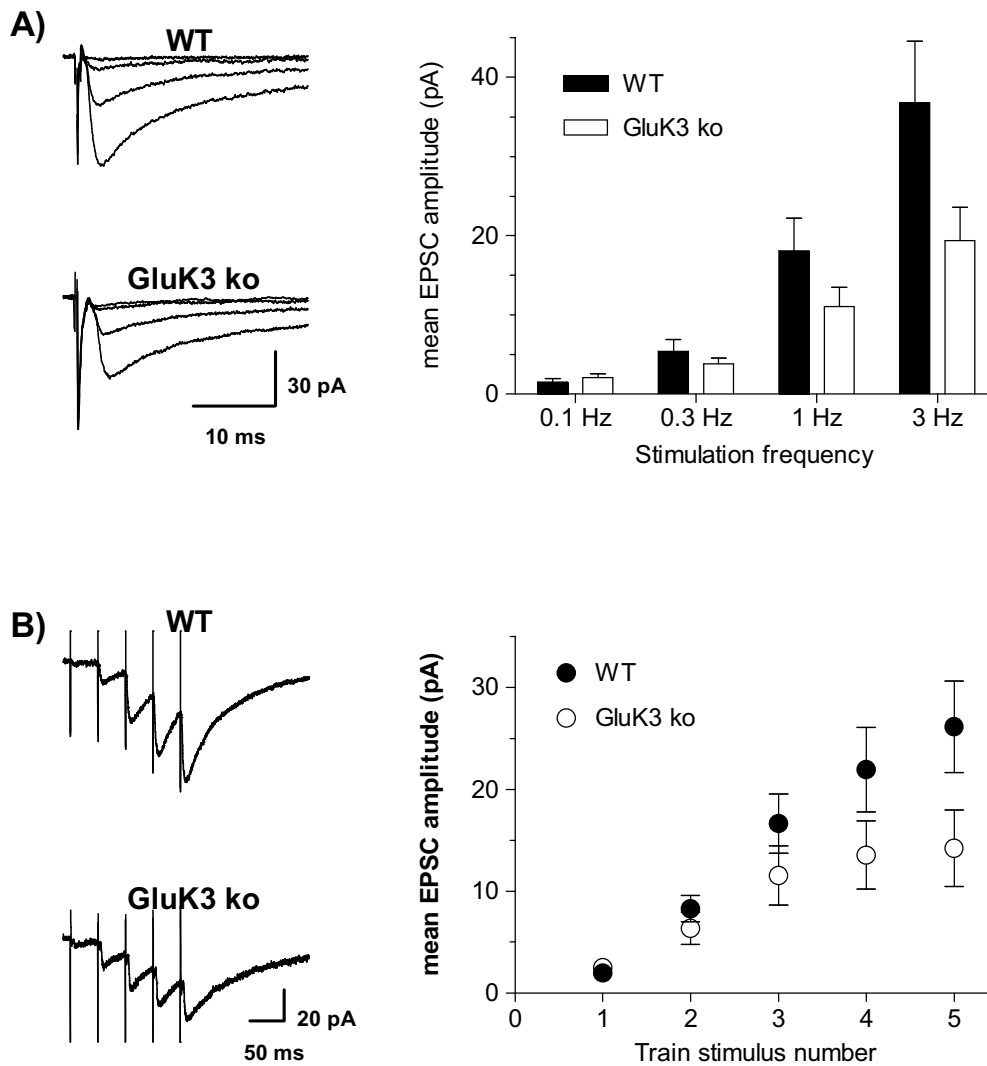 A)
WT
GluK3 ko
30 pA
10 ms
mean EPSC amplitude (pA)
40
20
0
WT
GluK3 ko
0.1 Hz
0.3 Hz
1 Hz
3 Hz
Stimulation frequency
B)
WT
GluK3 ko
20 pA
50 ms
mean EPSC amplitude (pA)
30
20
10
0
WT
GluK3 ko
0 1 2 3 4 5
Train stimulus number